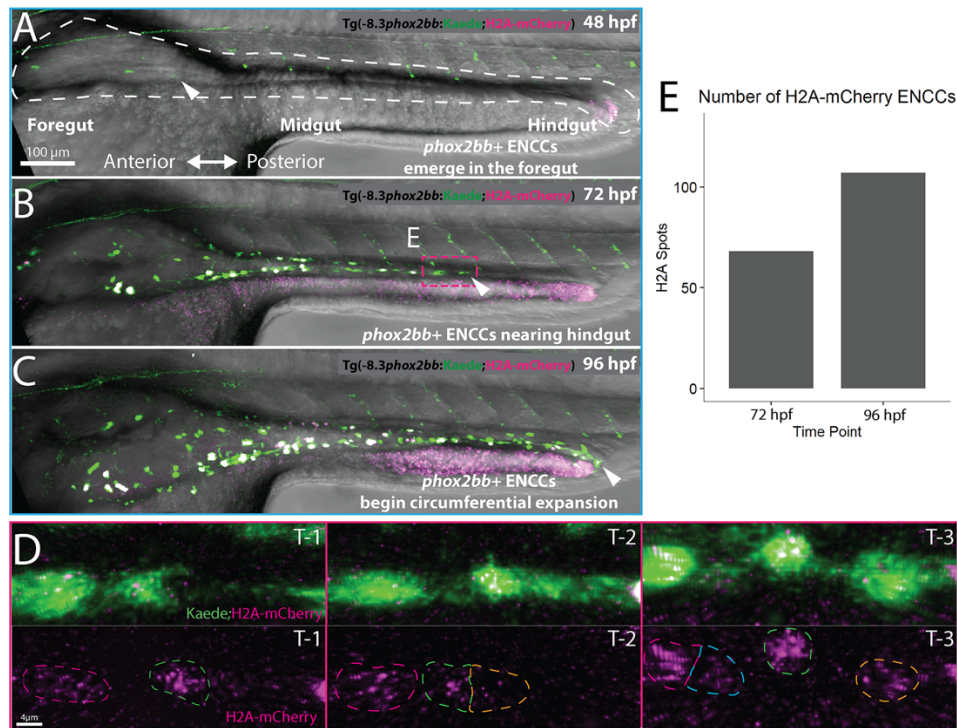 A
Tg(-8.3phox2bb:Kaede;H2A-mCherry) 48 hpf
Foregut
Midgut
Hindgut
100 µm
Anterior
Posterior
phox2bb+ ENCCs
emerge in the foregut
B
Tg(-8.3phox2bb:Kaede;H2A-mCherry) 72 hpf
E
phox2bb+ ENCCs nearing hindgut
C
Tg(-8.3phox2bb:Kaede;H2A-mCherry) 96 hpf
phox2bb+ ENCCs
begin circumferential expansion
D
T-1
T-2
T-3
Kaede;H2A-mCherry
T-1
T-2
T-3
4µm
H2A-mCherry
E
Number of H2A-mCherry ENCCs
H2A Spots
100
50
0
72 hpf
96 hpf
Time Point